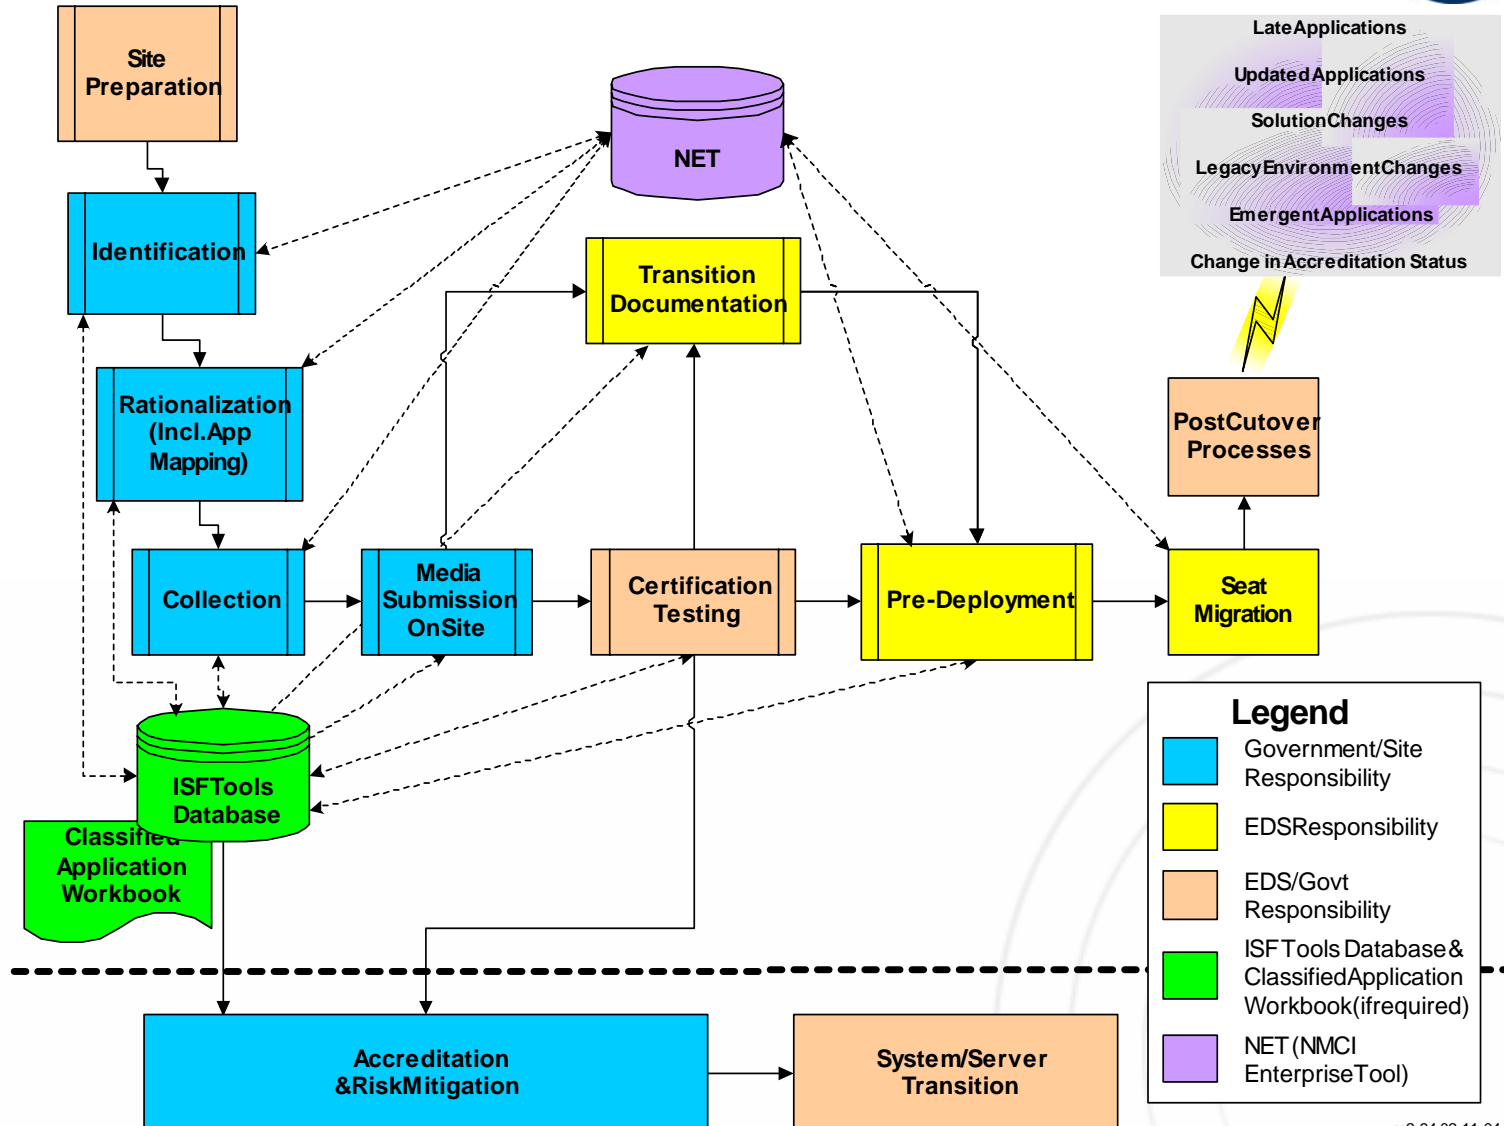 Site
Preparation
Identification
Rationalization
(Incl.App
Mapping)
Collection
Media
Submission
OnSite
Certification
Testing
Transition
Documentation
NET
Pre-Deployment
Seat
Migration
PostCutover
Processes
LateApplications
Updated Applications
SolutionChanges
LegacyEnvironmentChanges
EmergentApplications
Change in Accreditation Status
ISFTools
Database
Classified
Application
Workbook
Accreditation
&RiskMitigation
System/Server
Transition
Legend
Government/Site
Responsibility
EDSResponsibility
EDS/Govt
Responsibility
ISFTools Database&
ClassifiedApplication
Workbook(ifrequired)
NET(NMCI
EnterpriseTool)